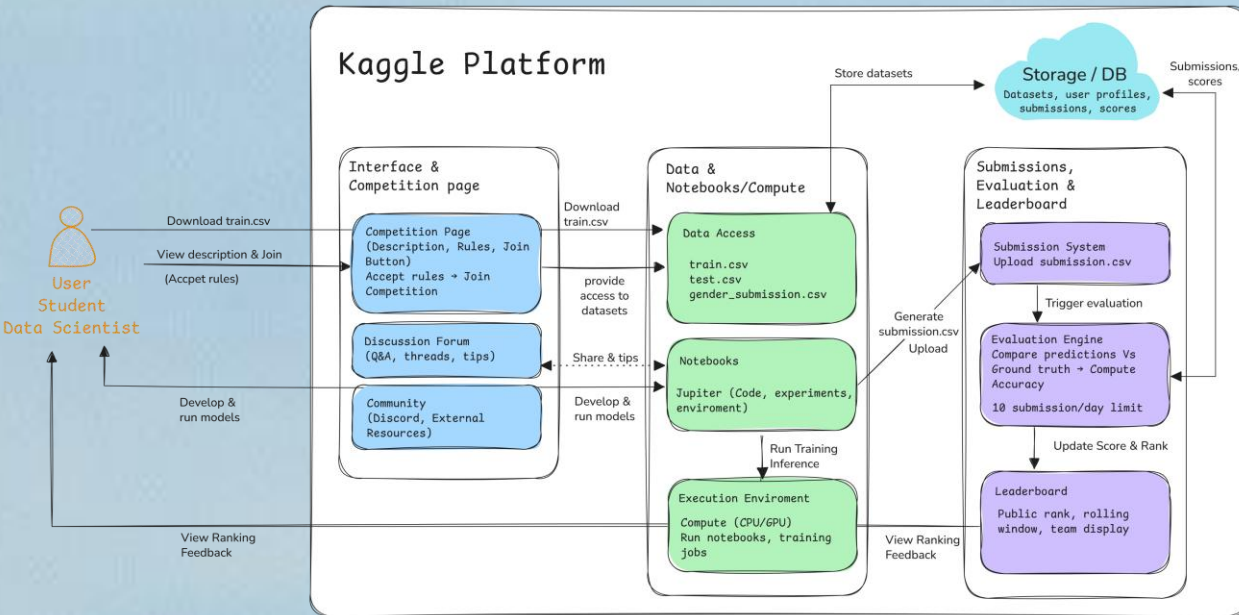 Kaggle Platform
Storage / DB
Datasets, user profiles,
submissions, scores
Store datasets
Submissions,
scores
Interface &
Competition page
Data &
Notebooks/Compute
Submissions,
Evaluation &
Leaderboard
Download train.csv
View description & Join
(Accpet rules)
User
Student
Data Scientist
Competition Page
(Description, Rules, Join
Button)
Accept rules → Join
Competition
Download
train.csv
provide
access to
datasets
Data Access
train.csv
test.csv
gender_submission.csv
Submission System
Upload submission.csv
Trigger evaluation
Generate
submission.csv
Upload
Discussion Forum
(Q&A, threads, tips)
Share & tips
Notebooks
Jupiter (Code, experiments,
enviroment)
Evaluation Engine
Compare predictions Vs
Ground truth → Compute
Accuracy
10 submission/day limit
Develop &
run models
Community
(Discord, External
Resources)
Develop &
run models
Run Training
Inference
Update Score & Rank
Execution Enviroment
Compute (CPU/GPU)
Run notebooks, training
jobs
Leaderboard
Public rank, rolling
window, team display
View Ranking
Feedback
View Ranking
Feedback